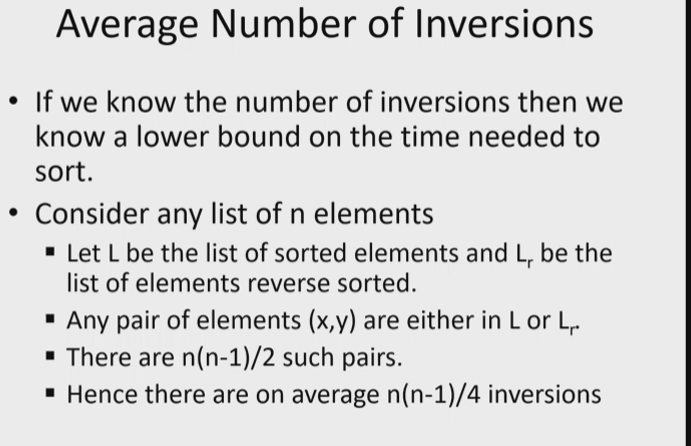 Average Number of Inversions
• If we know the number of inversions then we
know a lower bound on the time needed to
sort.
• Consider any list of n elements
▪ Let L be the list of sorted elements and Lr be the
list of elements reverse sorted.
▪ Any pair of elements (x,y) are either in L or Lr.
▪ There are n(n-1)/2 such pairs.
▪ Hence there are on average n(n-1)/4 inversions